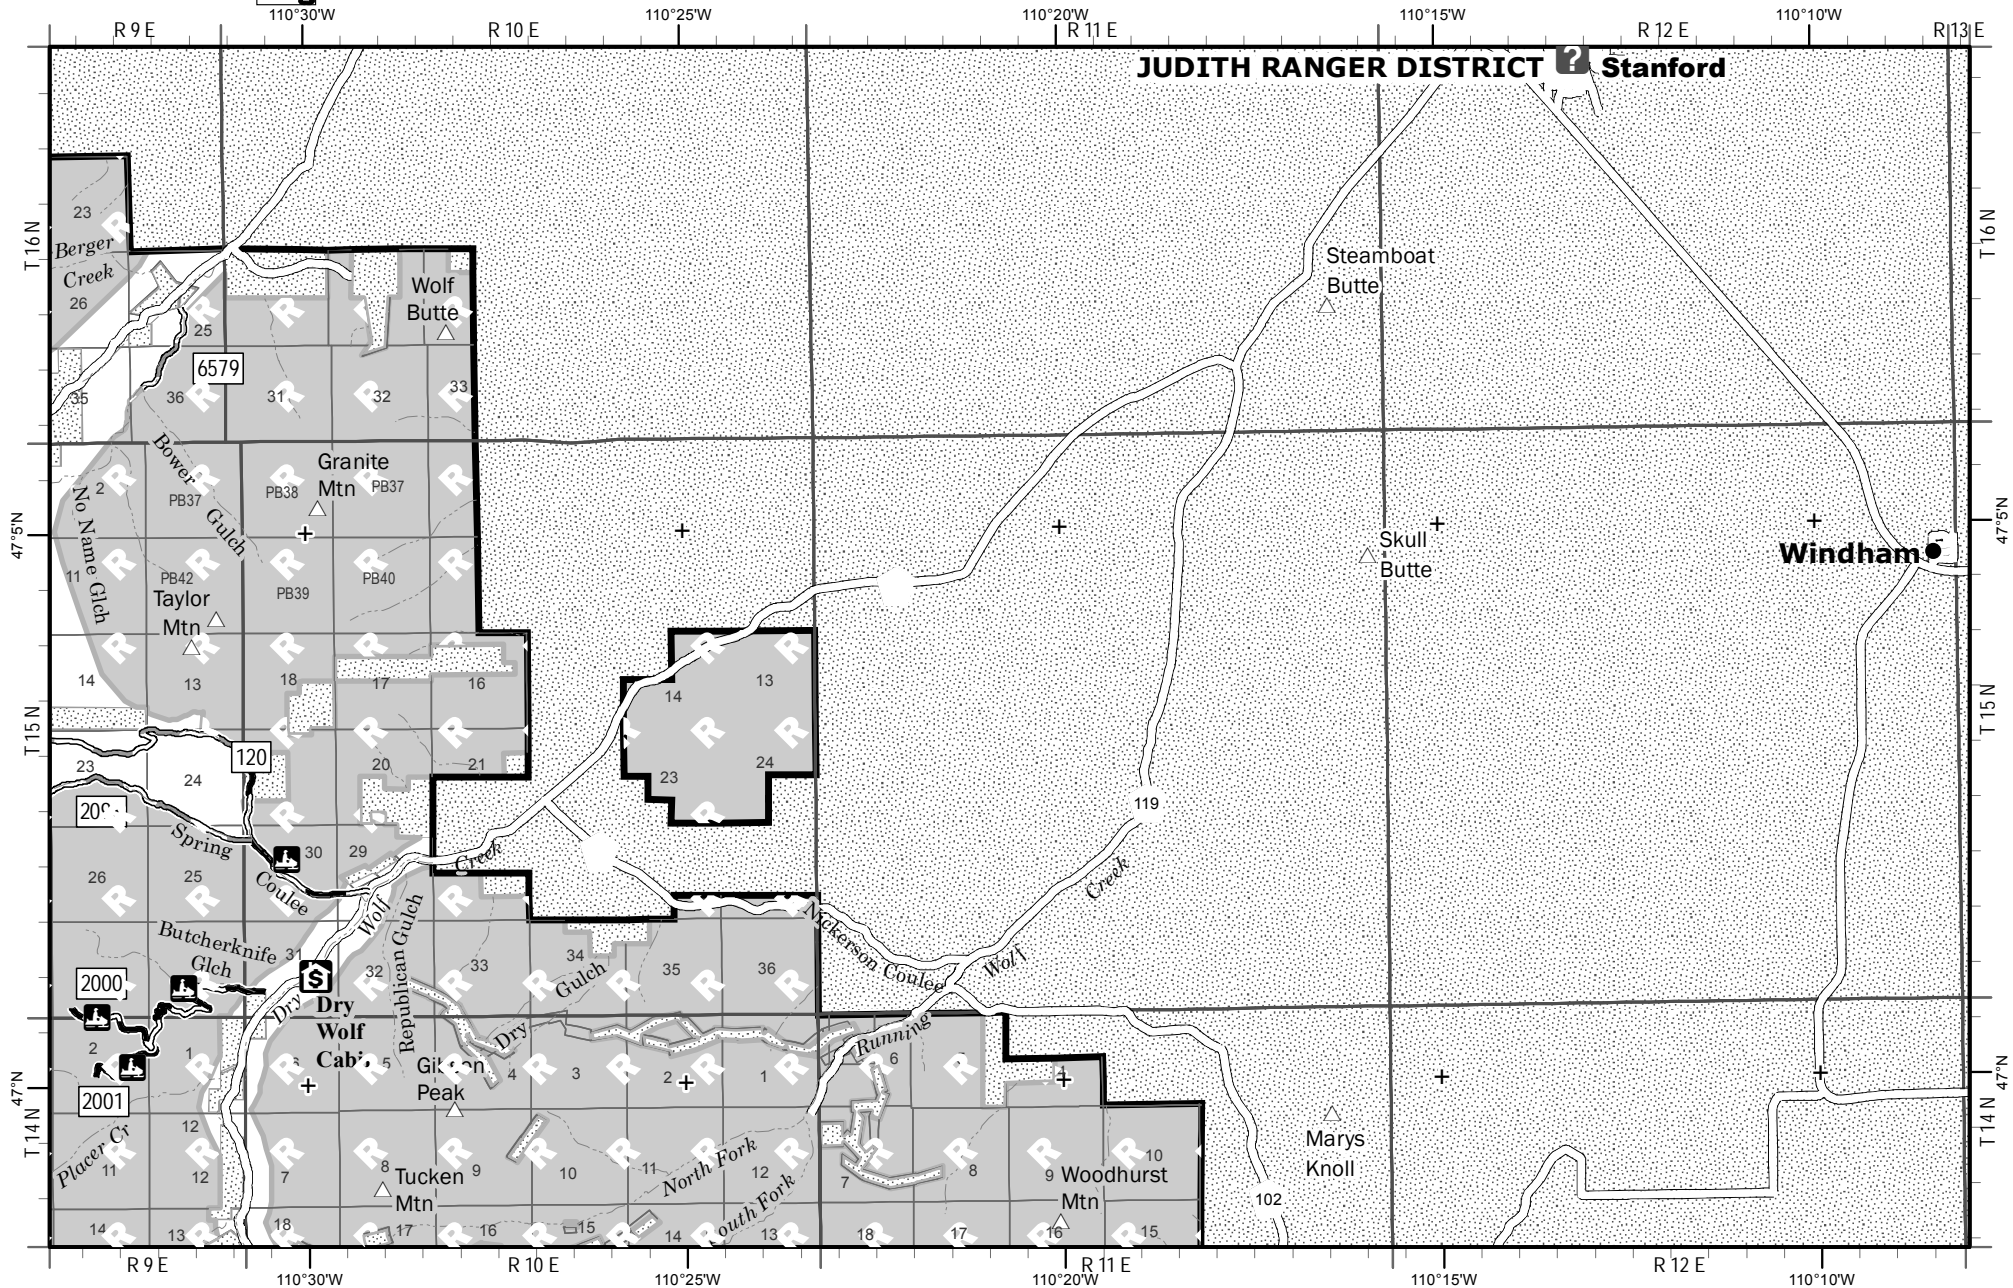 110°30'W 110°25'W 110°20'W 110°15'W 110°10'W
R 9 E R 10 E R 11 E R 12 E R 13 E
JUDITH RANGER DISTRICT ? Stanford
T 16 N
T 16 N
23
Berger
Creek
26
Steamboat
Butte
Wolf
Butte
25
6579
35 36 31 32 33
Bower
Gulch
Granite
Mtn
2 PB37 PB38 PB37
No Name Glch
47°5'N
47°5'N
Skull
Butte
Windham
11 PB42 PB39 PB40
Taylor
Mtn
14 13 18 17 16
14 13
T 15 N
T 15 N
120
23 24 20 21
23 24
119
Spring
Coulee
30 29
Creek
Creek
26 25
Wolf
Republican Gulch
Butcherknife
Glch
31 32 33 34 35 36
Nickerson Coulee
Wolf
2000
$
Dry
Dry
Wolf
Gulch
Dry
Running
2 1 5 4 3 2 1 6
Gibson
Peak
47°N
47°N
2001
Placer Cr
12
T 14 N
T 14 N
Marys
Knoll
11 12 7 8 9 10 11 12 7 8 9 10
Tucken
Mtn
North Fork
Woodhurst
Mtn
102
14 13 18 17 16 15 14 13 18 17 16 15
R 9 E R 10 E R 11 E R 12 E
110°30'W 110°25'W 110°20'W 110°15'W 110°10'W